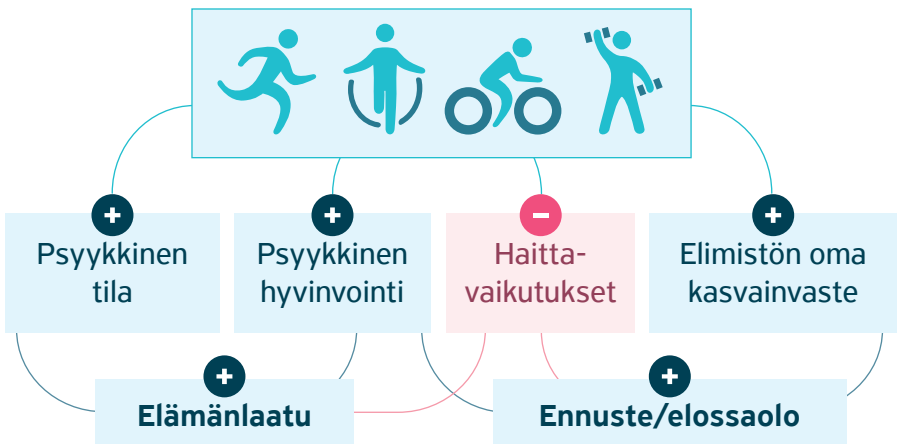 +
+
−
+
Psyykkinen
tila
Psyykkinen
hyvinvointi
Haitta-
vaikutukset
Elimistön oma
kasvainvaste
+
+
Elämänlaatu
Ennuste/elossaolo